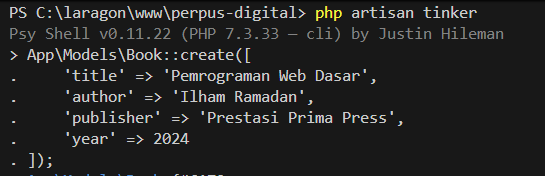 PS C:\laragon\www\perpus-digital> php artisan tinker
Psy Shell v0.11.22 (PHP 7.3.33 — cli) by Justin Hileman
> App\Models\Book::create([
.     'title' => 'Pemrograman Web Dasar',
.     'author' => 'Ilham Ramadan',
.     'publisher' => 'Prestasi Prima Press',
.     'year' => 2024
. ]);